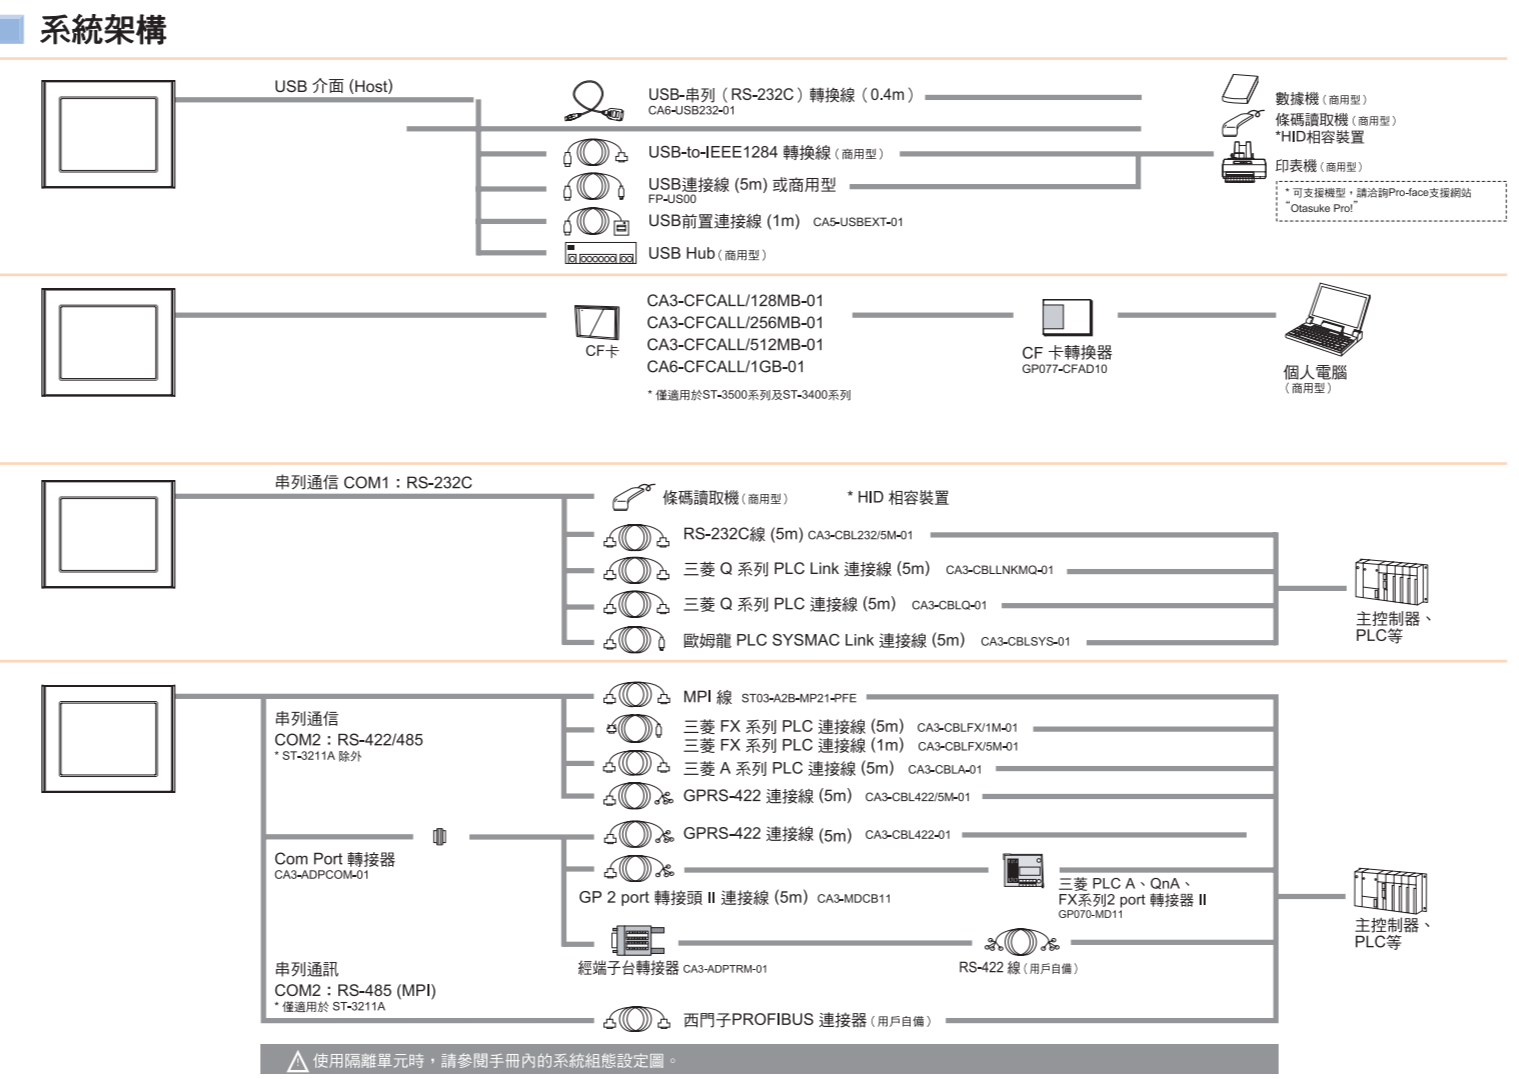 系統架構
USB 介面 (Host)
USB-串列（RS-232C）轉換線（0.4m）
CA6-USB232-01
USB-to-IEEE1284 轉換線（商用型）
USB連接線 (5m) 或商用型
FP-US00
USB前置連接線 (1m) CA5-USBEXT-01
USB Hub（商用型）
數據機（商用型）
條碼讀取機（商用型）
*HID相容裝置
印表機（商用型）
* 可支援機型，請洽詢Pro-face支援網站
"Otasuke Pro!"
CF卡
CA3-CFCALL/128MB-01
CA3-CFCALL/256MB-01
CA3-CFCALL/512MB-01
CA6-CFCALL/1GB-01
* 僅適用於ST-3500系列及ST-3400系列
CF 卡轉換器
GP077-CFAD10
個人電腦
（商用型）
串列通信 COM1：RS-232C
條碼讀取機（商用型） * HID 相容裝置
RS-232C線 (5m) CA3-CBL232/5M-01
三菱 Q 系列 PLC Link 連接線 (5m) CA3-CBLLNKMQ-01
三菱 Q 系列 PLC 連接線 (5m) CA3-CBLQ-01
歐姆龍 PLC SYSMAC Link 連接線 (5m) CA3-CBLSYS-01
主控制器、
PLC等
串列通信
COM2：RS-422/485
* ST-3211A 除外
MPI 線 ST03-A2B-MP21-PFE
三菱 FX 系列 PLC 連接線 (5m) CA3-CBLFX/1M-01
三菱 FX 系列 PLC 連接線 (1m) CA3-CBLFX/5M-01
三菱 A 系列 PLC 連接線 (5m) CA3-CBLA-01
GPRS-422 連接線 (5m) CA3-CBL422/5M-01
Com Port 轉接器
CA3-ADPCOM-01
GPRS-422 連接線 (5m) CA3-CBL422-01
GP 2 port 轉接頭 II 連接線 (5m) CA3-MDCB11
三菱 PLC A、QnA、
FX系列2 port 轉接器 II
GP070-MD11
經端子台轉接器 CA3-ADPTRM-01
RS-422 線（用戶自備）
主控制器、
PLC等
串列通訊
COM2：RS-485 (MPI)
* 僅適用於 ST-3211A
西門子PROFIBUS 連接器（用戶自備）
使用隔離單元時，請參閱手冊內的系統組態設定圖。